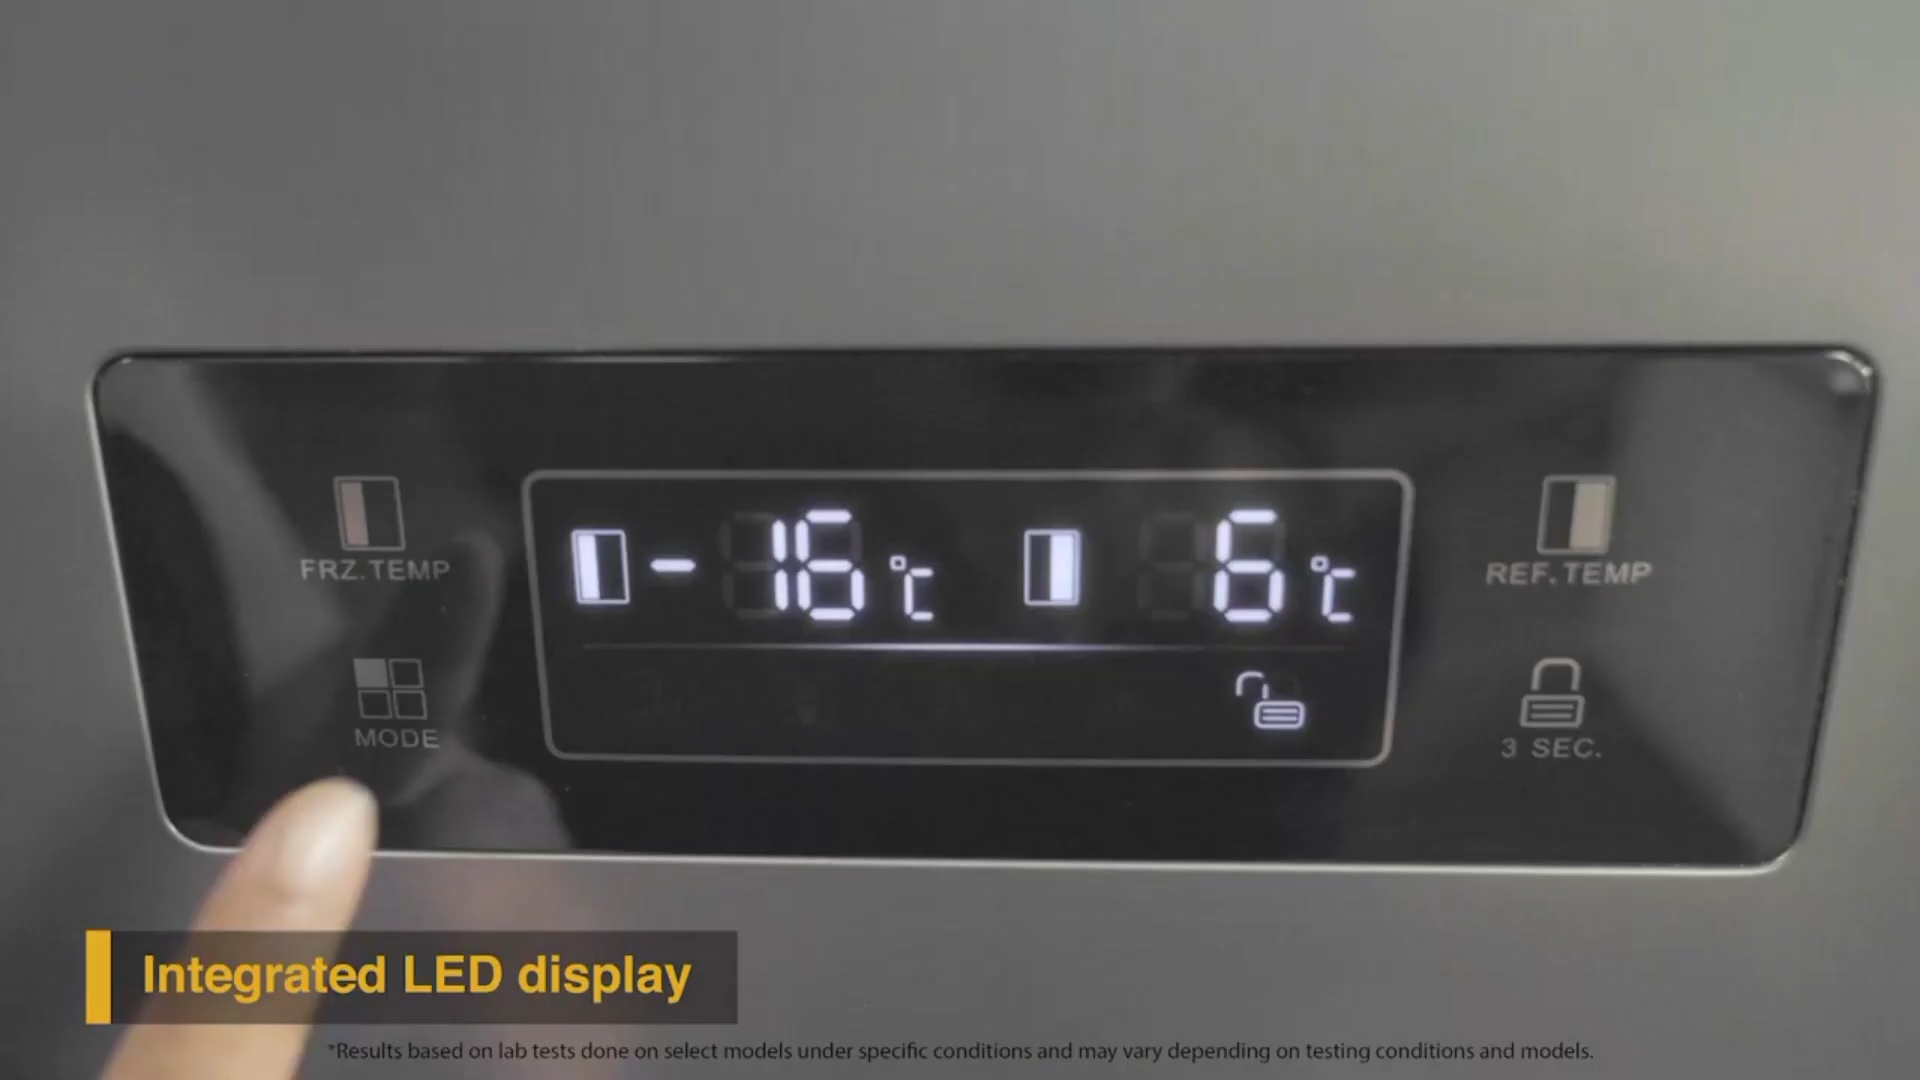 -16 °C 6 °C
FRZ.TEMP
REF.TEMP
MODE
3 SEC.
Integrated LED display
*Results based on lab tests done on select models under specific conditions and may vary depending on testing conditions and models.